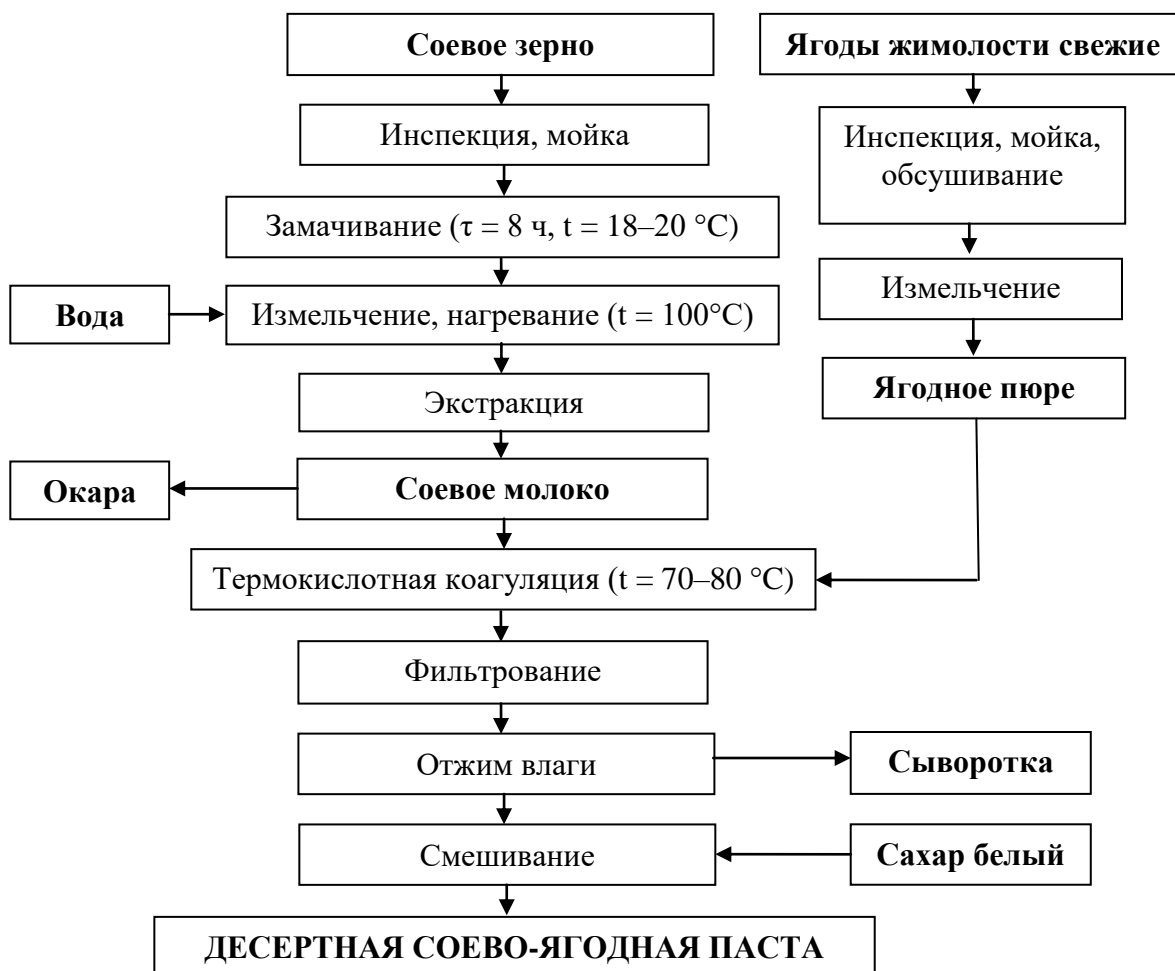 Соевое зерно
Ягоды жимолости свежие
Инспекция, мойка
Инспекция, мойка,
обсушивание
Замачивание (τ = 8 ч, t = 18–20 °С)
Измельчение
Вода
Измельчение, нагревание (t = 100°С)
Ягодное пюре
Экстракция
Окара
Соевое молоко
Термокислотная коагуляция (t = 70–80 °С)
Фильтрование
Отжим влаги
Сыворотка
Смешивание
Сахар белый
ДЕСЕРТНАЯ СОЕВО-ЯГОДНАЯ ПАСТА